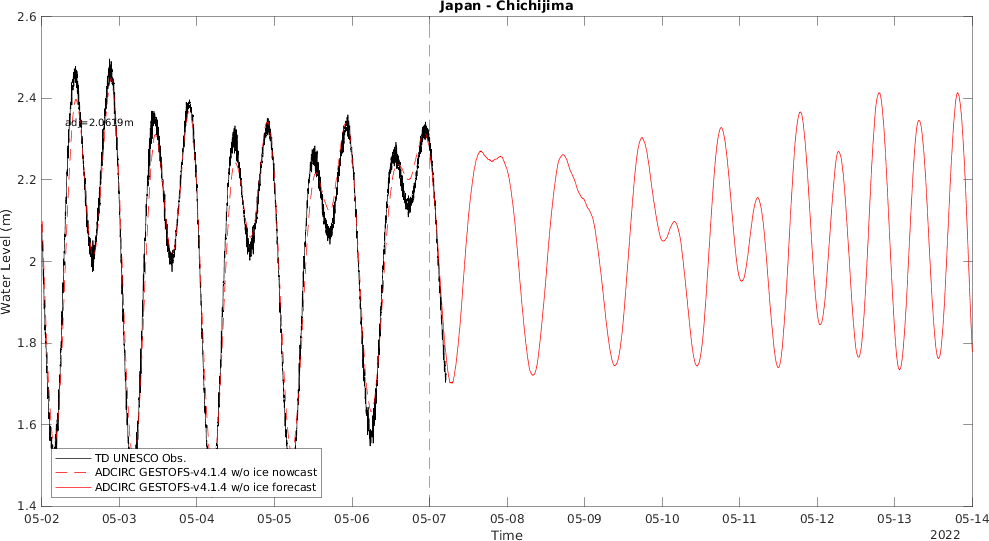 Japan - Chichijima
2.6
2.4
2.2
2
1.8
1.6
1.4
Water Level (m)
adj=2.0619m
TD UNESCO Obs.
ADCIRC GESTOFS-v4.1.4 w/o ice nowcast
ADCIRC GESTOFS-v4.1.4 w/o ice forecast
05-02 05-03 05-04 05-05 05-06 05-07 05-08 05-09 05-10 05-11 05-12 05-13 05-14
Time
2022